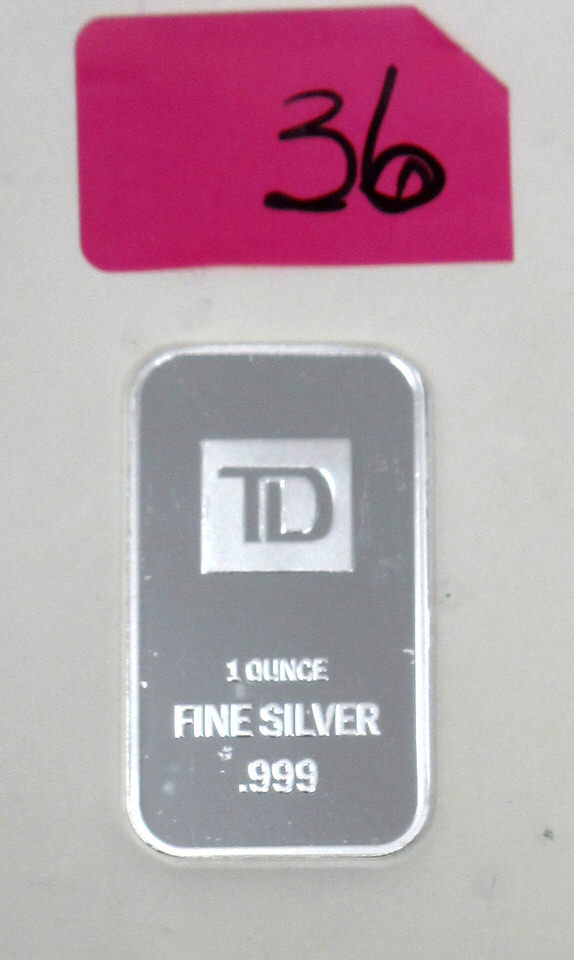 36
TD
1 OUNCE
FINE SILVER
.999